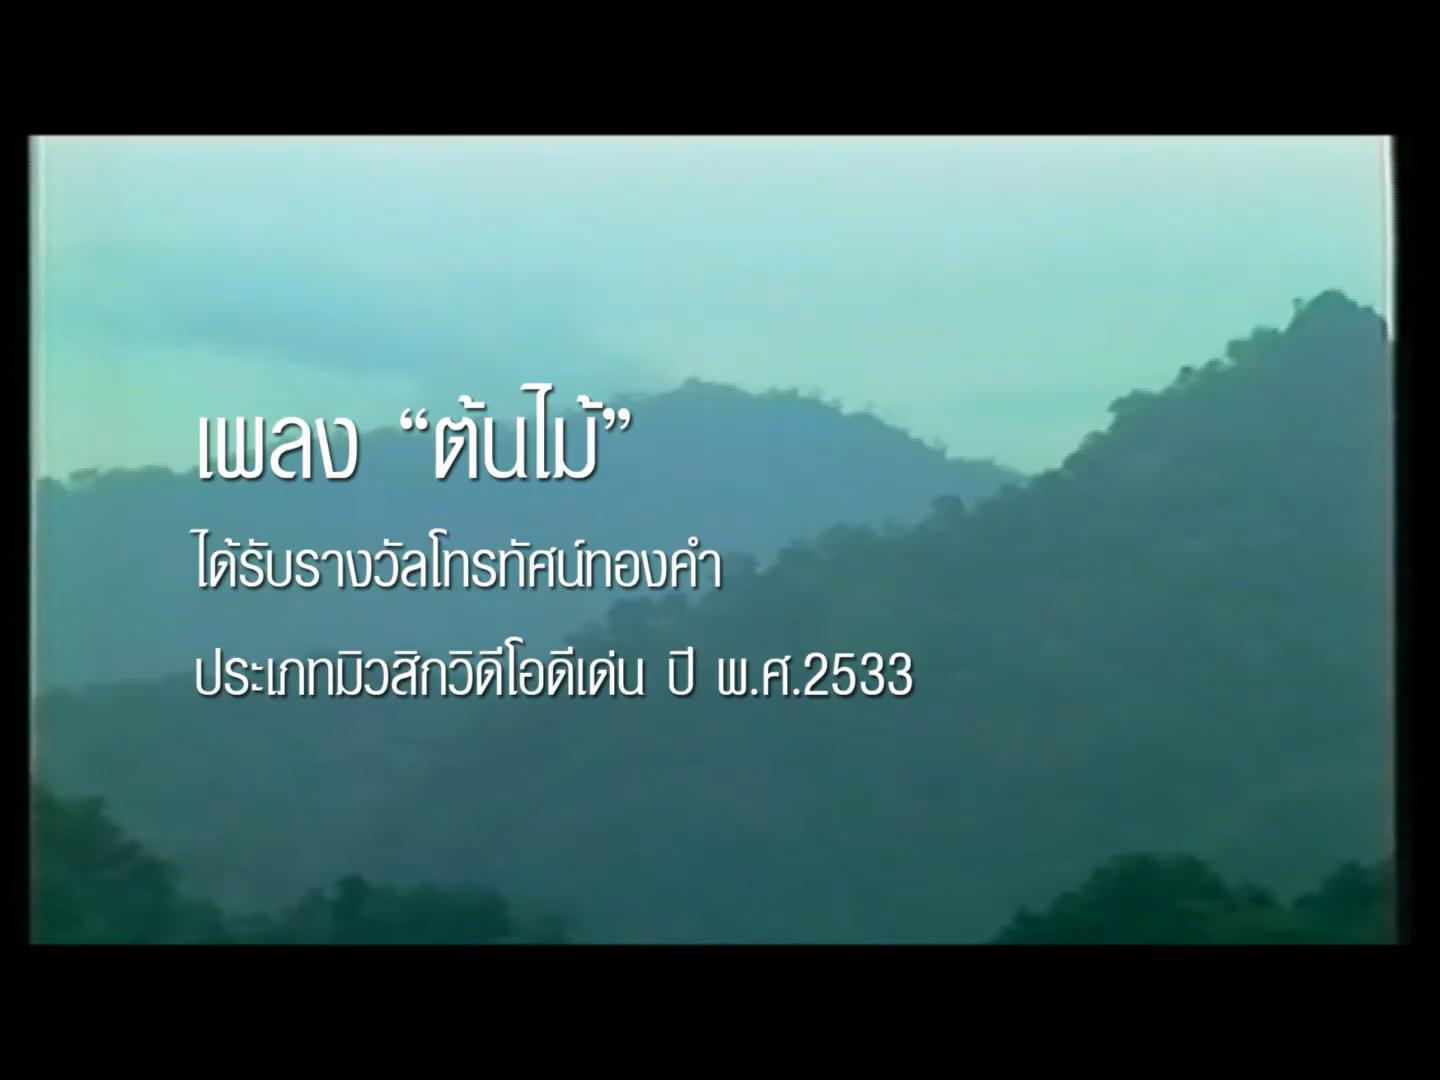 เพลง “ต้นไม้”
ได้รับรางวัลโทรทัศน์ทองคำ
ประเภทมิวสิกวิดีโอดีเด่น ปี พ.ศ.2533